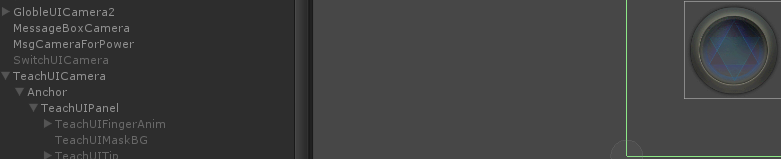 GlobleUICamera2
MessageBoxCamera
MsgCameraForPower
SwitchUICamera
TeachUICamera
Anchor
TeachUIPanel
TeachUIFingerAnim
TeachUIMaskBG
TeachUITip